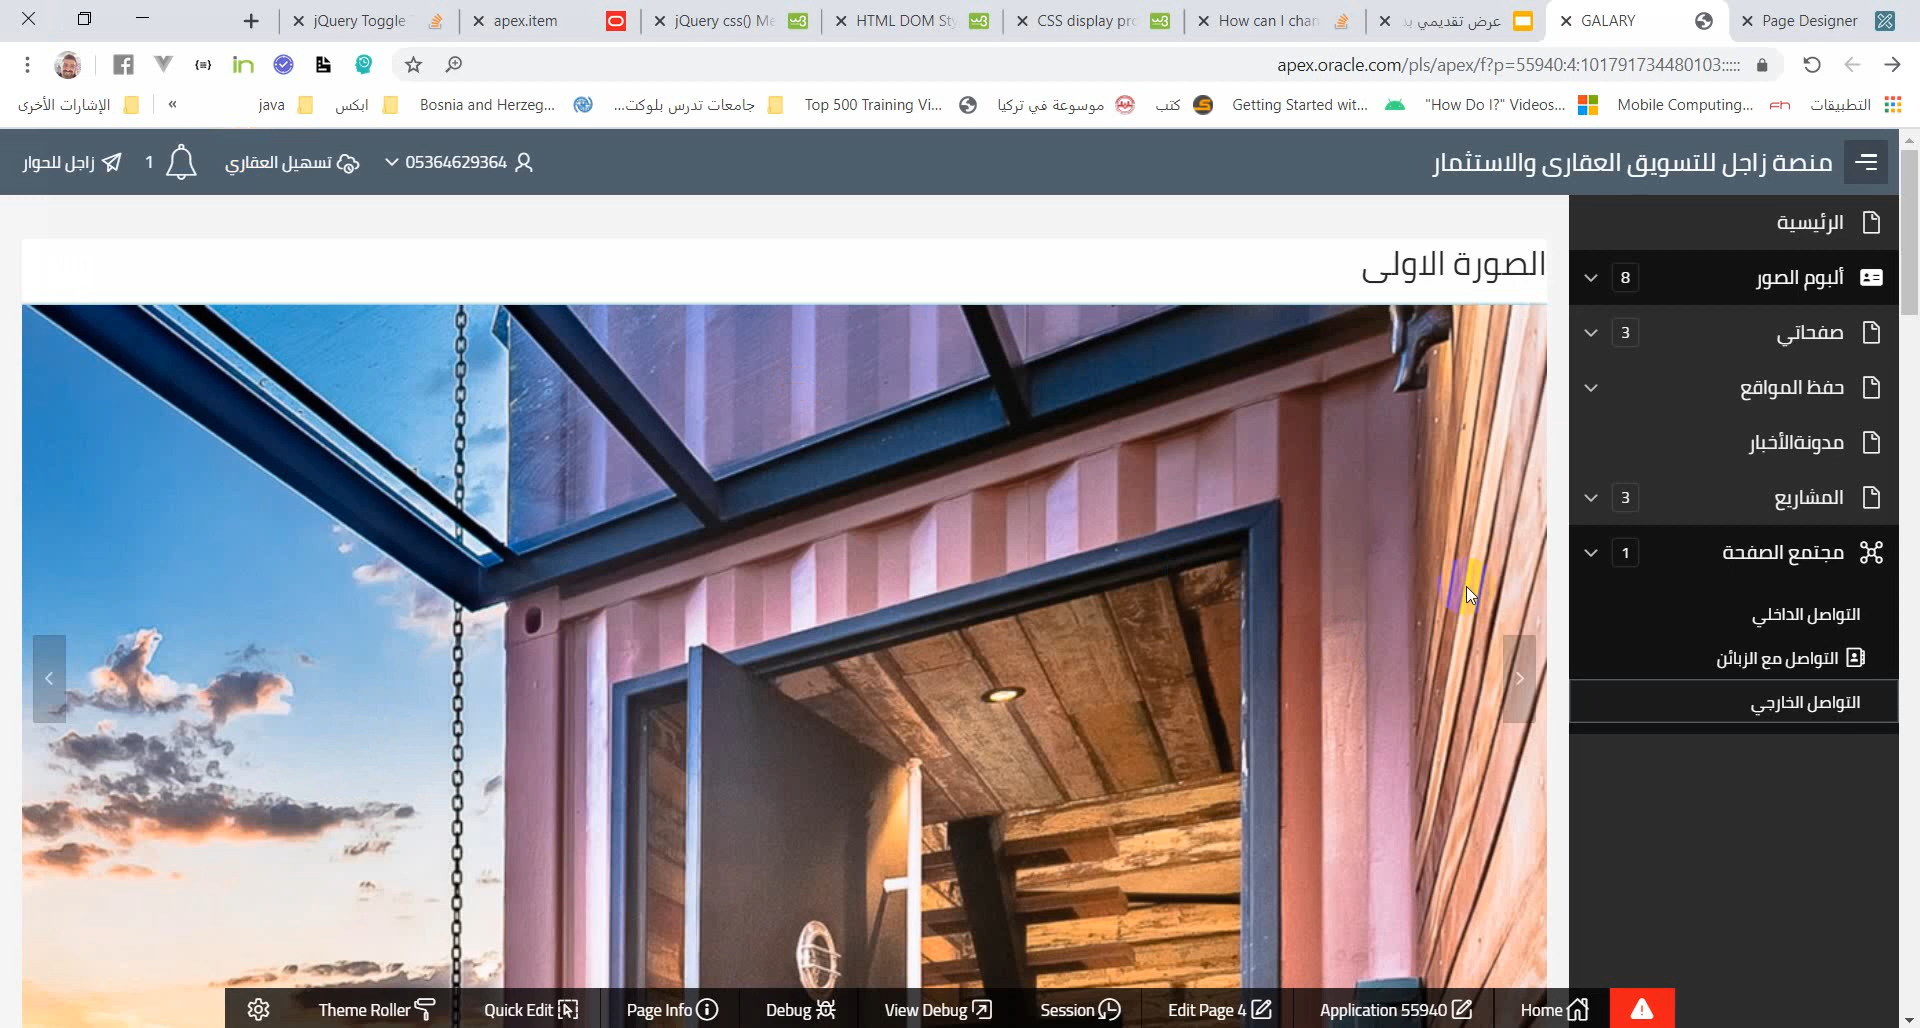 jQuery Toggle
apex.item
jQuery css() Me
HTML DOM St
CSS display pro
How can I chan
عرض تقديمي بد
GALARY
Page Designer
apex.oracle.com/pls/apex/f?p=55940:4:101791734480103:::::
التطبيقات
Mobile Computing...
"How Do I?" Videos...
Getting Started wit...
كتب
موسوعة في تركيا
Top 500 Training Vi...
جامعات تدرس بلوكت...
Bosnia and Herzeg...
ابكس
java
»
الإشارات الأخرى
منصة زاجل للتسويق العقاري والاستثمار
05364629364
تسهيل العقاري
1
زاجل للحوار
الرئيسية
ألبوم الصور 8
صفحاتي 3
حفظ المواقع
مدونةالأخبار
المشاريع 3
مجتمع الصفحة 1
التواصل الداخلي
التواصل مع الزبائن
التواصل الخارجي
الصورة الاولى
Home
Application 55940
Edit Page 4
Session
View Debug
Debug
Page Info
Quick Edit
Theme Roller